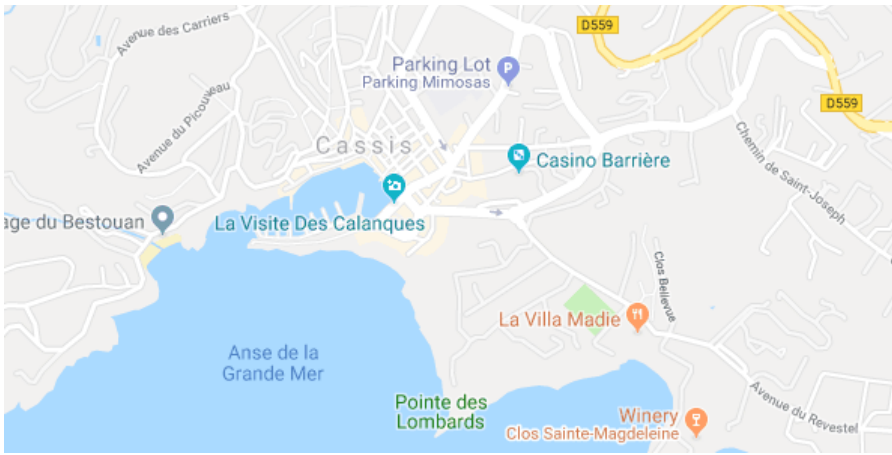 D559
Avenue des Carriers
Parking Lot
Parking Mimosas
P
Avenue du Picouveau
D559
Cassis
Casino Barrière
Chemin de Saint-Joseph
age du Bestouan
La Visite Des Calanques
Clos Bellevue
La Villa Madie
Anse de la
Grande Mer
Pointe des
Lombards
Avenue du Revestel
Winery
Clos Sainte-Magdeleine